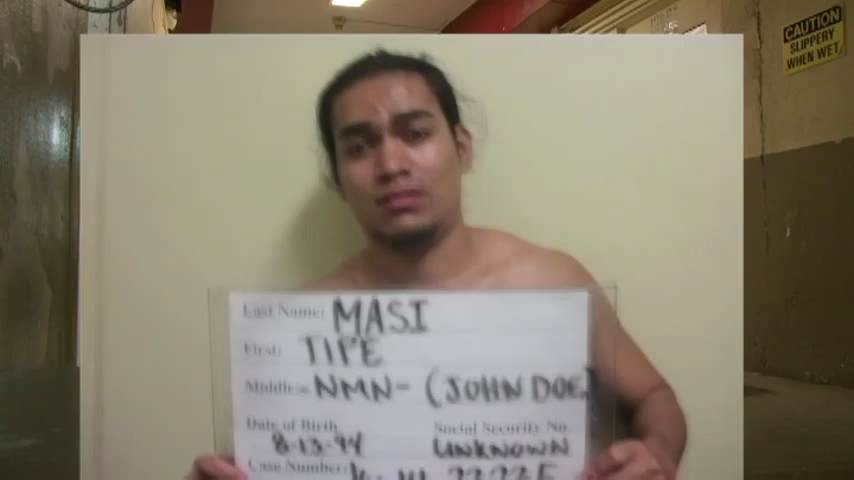 CAUTION
SLIPPERY
WHEN WET
Last Name: MASI
First: TIPE
Middle:- NMN- (JOHN DOE)
Date of Birth Social Security No.
8-13-94 UNKNOWN
Case Number: